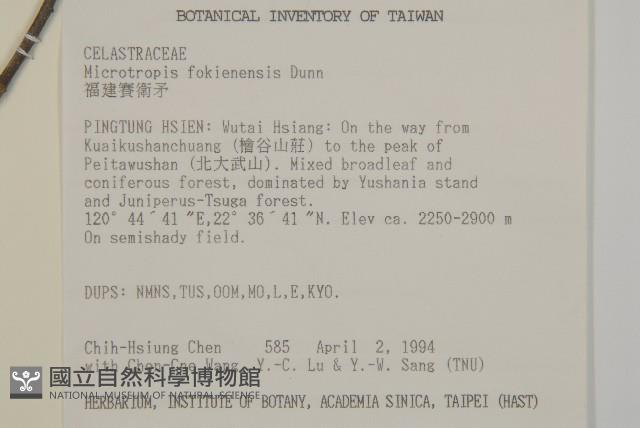 BOTANICAL INVENTORY OF TAIWAN
CELASTRACEAE
Microtropis fokienensis Dunn
福建賽衛矛
PINGTUNG HSIEN: Wutai Hsiang: On the way from
Kuaikushanchuang (檜谷山莊) to the peak of
Peitawushan (北大武山). Mixed broadleaf and
coniferous forest, dominated by Yushania stand
and Juniperus-Tsuga forest.
120° 44´41″E,22° 36´41″N. Elev ca. 2250-2900 m
On semishady field.
DUPS: NMNS,TUS,OOM,MO,L,E,KYO.
Chih-Hsiung Chen 585 April 2, 1994
with Wang, Y.-C. Lu & Y.-W. Sang (TNU)
國立自然科學博物館
NATIONAL MUSEUM OF NATURAL SCIENCE
HERBARIUM, INSTITUTE OF BOTANY, ACADEMIA SINICA, TAIPEI (HAST)